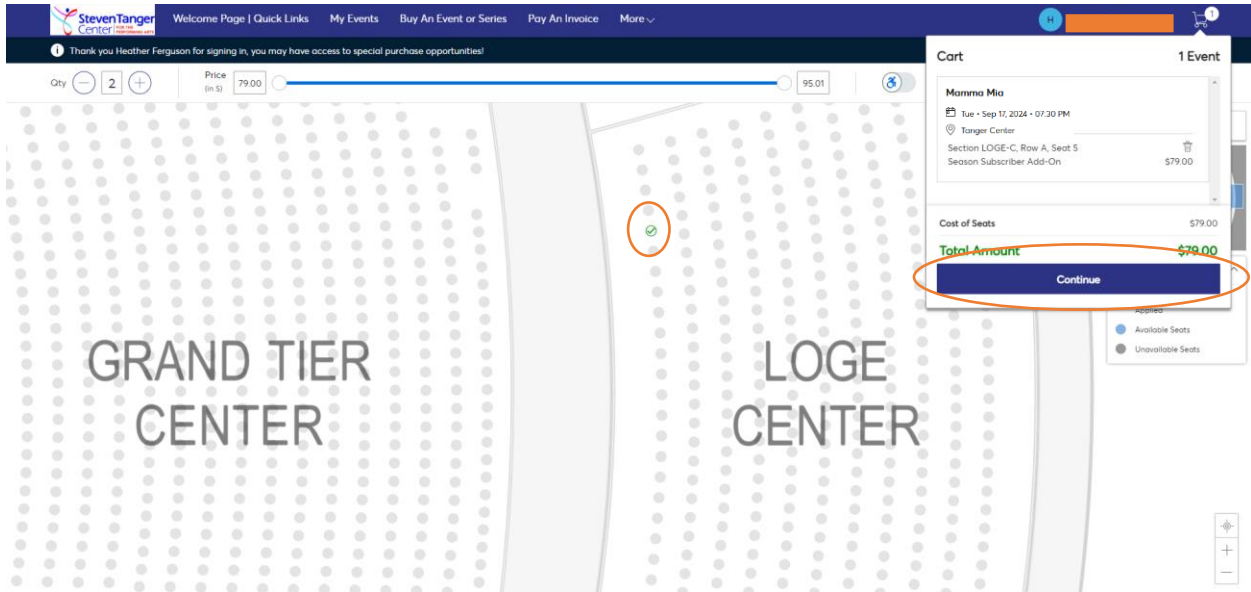 StevenTanger
Center FOR THE PERFORMING ARTS
Welcome Page | Quick Links My Events Buy An Event or Series Pay An Invoice More
H
1
i Thank you Heather Ferguson for signing in, you may have access to special purchase opportunities!
Qty 2
Price
(in $)
79.00
95.01
Cart 1 Event
Mamma Mia
Tue • Sep 17, 2024 • 07:30 PM
Tanger Center
Section LOGE-C, Row A, Seat 5
Season Subscriber Add-On $79.00
Cost of Seats $79.00
Total Amount $79.00
Continue
Applied
Available Seats
Unavailable Seats
GRAND TIER
CENTER
LOGE
CENTER